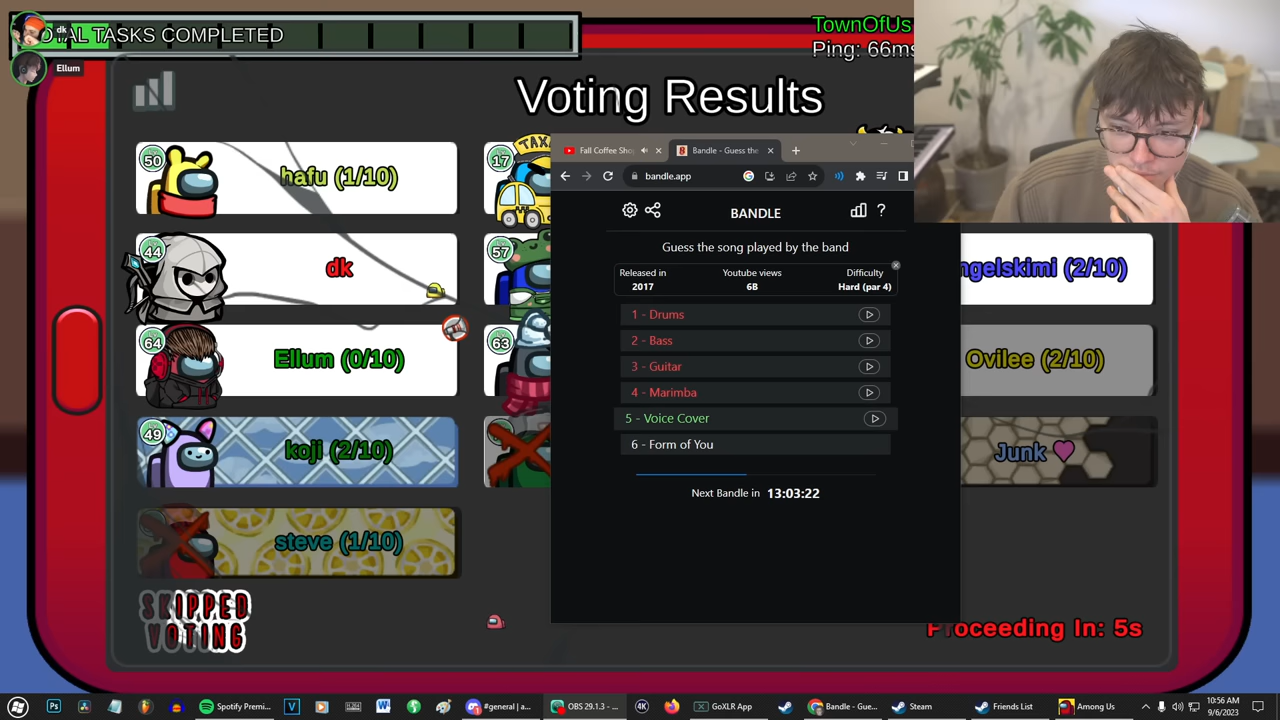 dk
TOTAL TASKS COMPLETED
Ellum
TownOfUs
Ping: 66ms
Voting Results
50
hafu (1/10)
17
TAXI
44
dk
57
ngelskimi (2/10)
64
Ellum (0/10)
63
Ovilee (2/10)
49
koji (2/10)
Junk
steve (1/10)
SKIPPED
VOTING
Proceeding In: 5s
Fall Coffee Sho
Bandle - Guess the
bandle.app
BANDLE
Guess the song played by the band
Released in
2017
Youtube views
6B
Difficulty
Hard (par 4)
1 - Drums
2 - Bass
3 - Guitar
4 - Marimba
5 - Voice Cover
6 - Form of You
Next Bandle in 13:03:22
Spotify Premi...
#general | a...
OBS 29.1.3 - ...
4K
GoXLR App
Bandle - Gue...
Steam
Friends List
Among Us
10:56 AM
9/6/2023